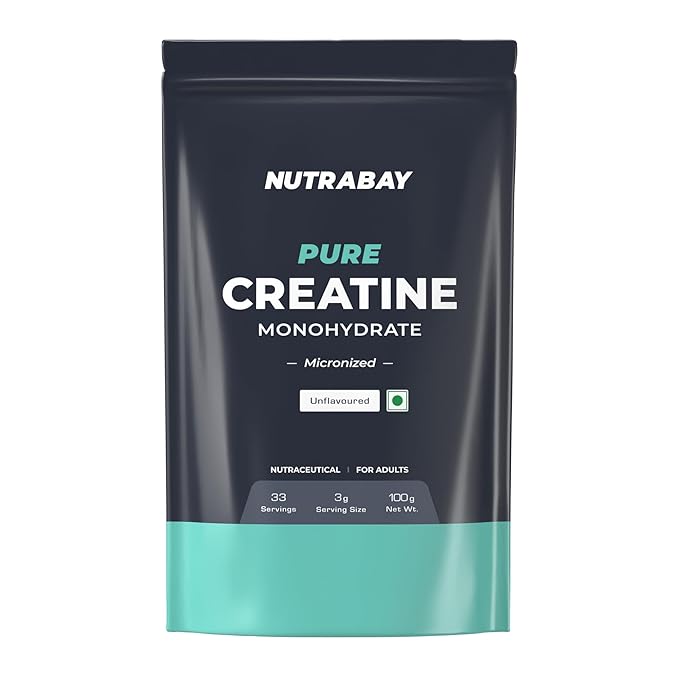 NUTRABAY
PURE
CREATINE
MONOHYDRATE
— Micronized —
Unflavoured
NUTRACEUTICAL | FOR ADULTS
33 3g 100g
Servings Serving Size Net Wt.